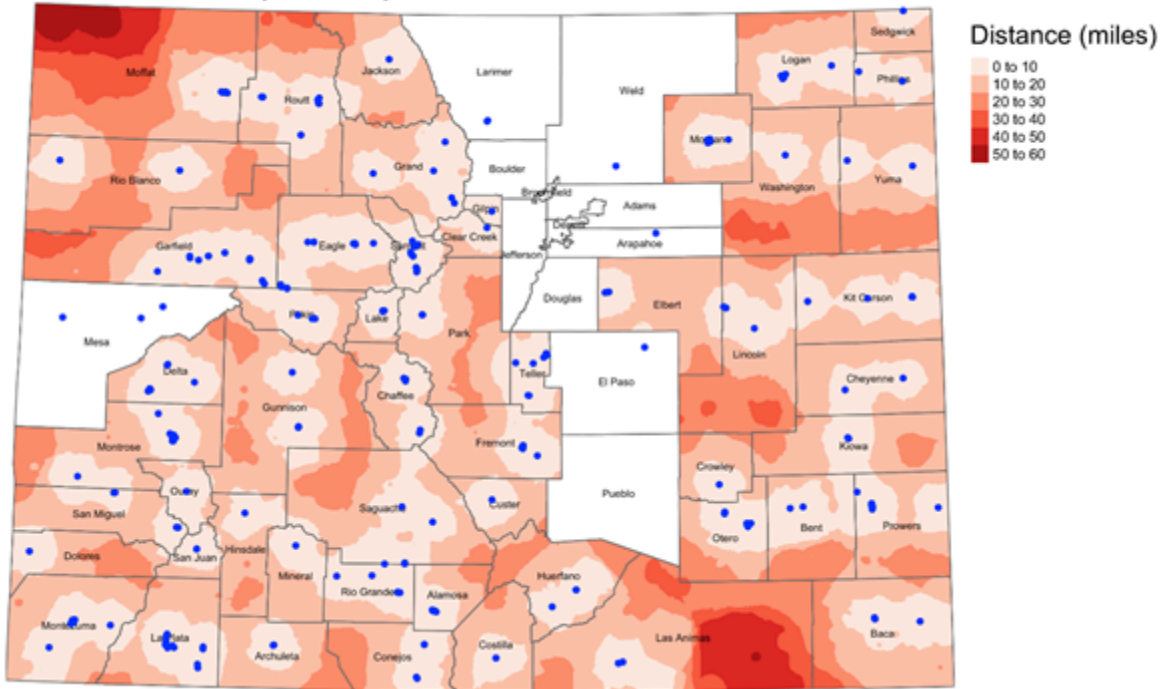 Distance (miles)
0 to 10
10 to 20
20 to 30
30 to 40
40 to 50
50 to 60
Sedgwick
Logan
Phillips
Moffat
Jackson
Larimer
Weld
Routt
Morgan
Grand
Boulder
Rio Blanco
Washington
Yuma
Broomfield
Gilpin
Adams
Clear Creek
Denver
Arapahoe
Garfield
Eagle
Summit
Jefferson
Douglas
Elbert
Kit Carson
Pitkin
Lake
Park
Mesa
Lincoln
Delta
Teller
El Paso
Cheyenne
Gunnison
Chaffee
Montrose
Fremont
Kiowa
Crowley
Ouray
Pueblo
Saguache
Custer
San Miguel
Bent
Prowers
Otero
Dolores
San Juan
Hinsdale
Mineral
Huerfano
Rio Grande
Alamosa
Montezuma
La Plata
Las Animas
Baca
Archuleta
Conejos
Costilla